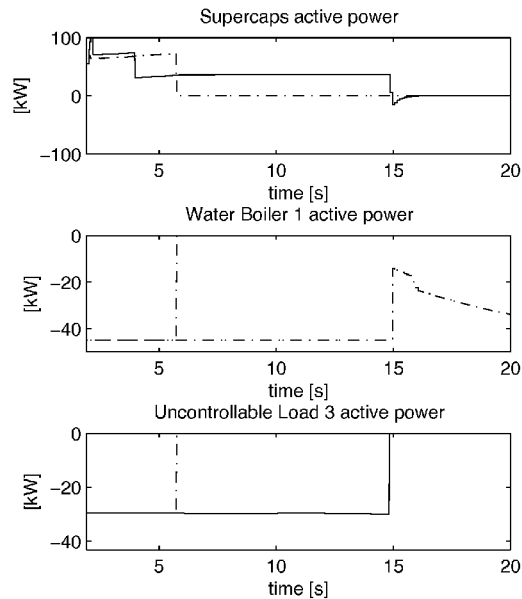 Supercaps active power
100
0
−100
[kW]
5
10
15
20
time [s]
Water Boiler 1 active power
0
−20
−40
[kW]
5
10
15
20
time [s]
Uncontrollable Load 3 active power
0
−20
−40
[kW]
5
10
15
20
time [s]